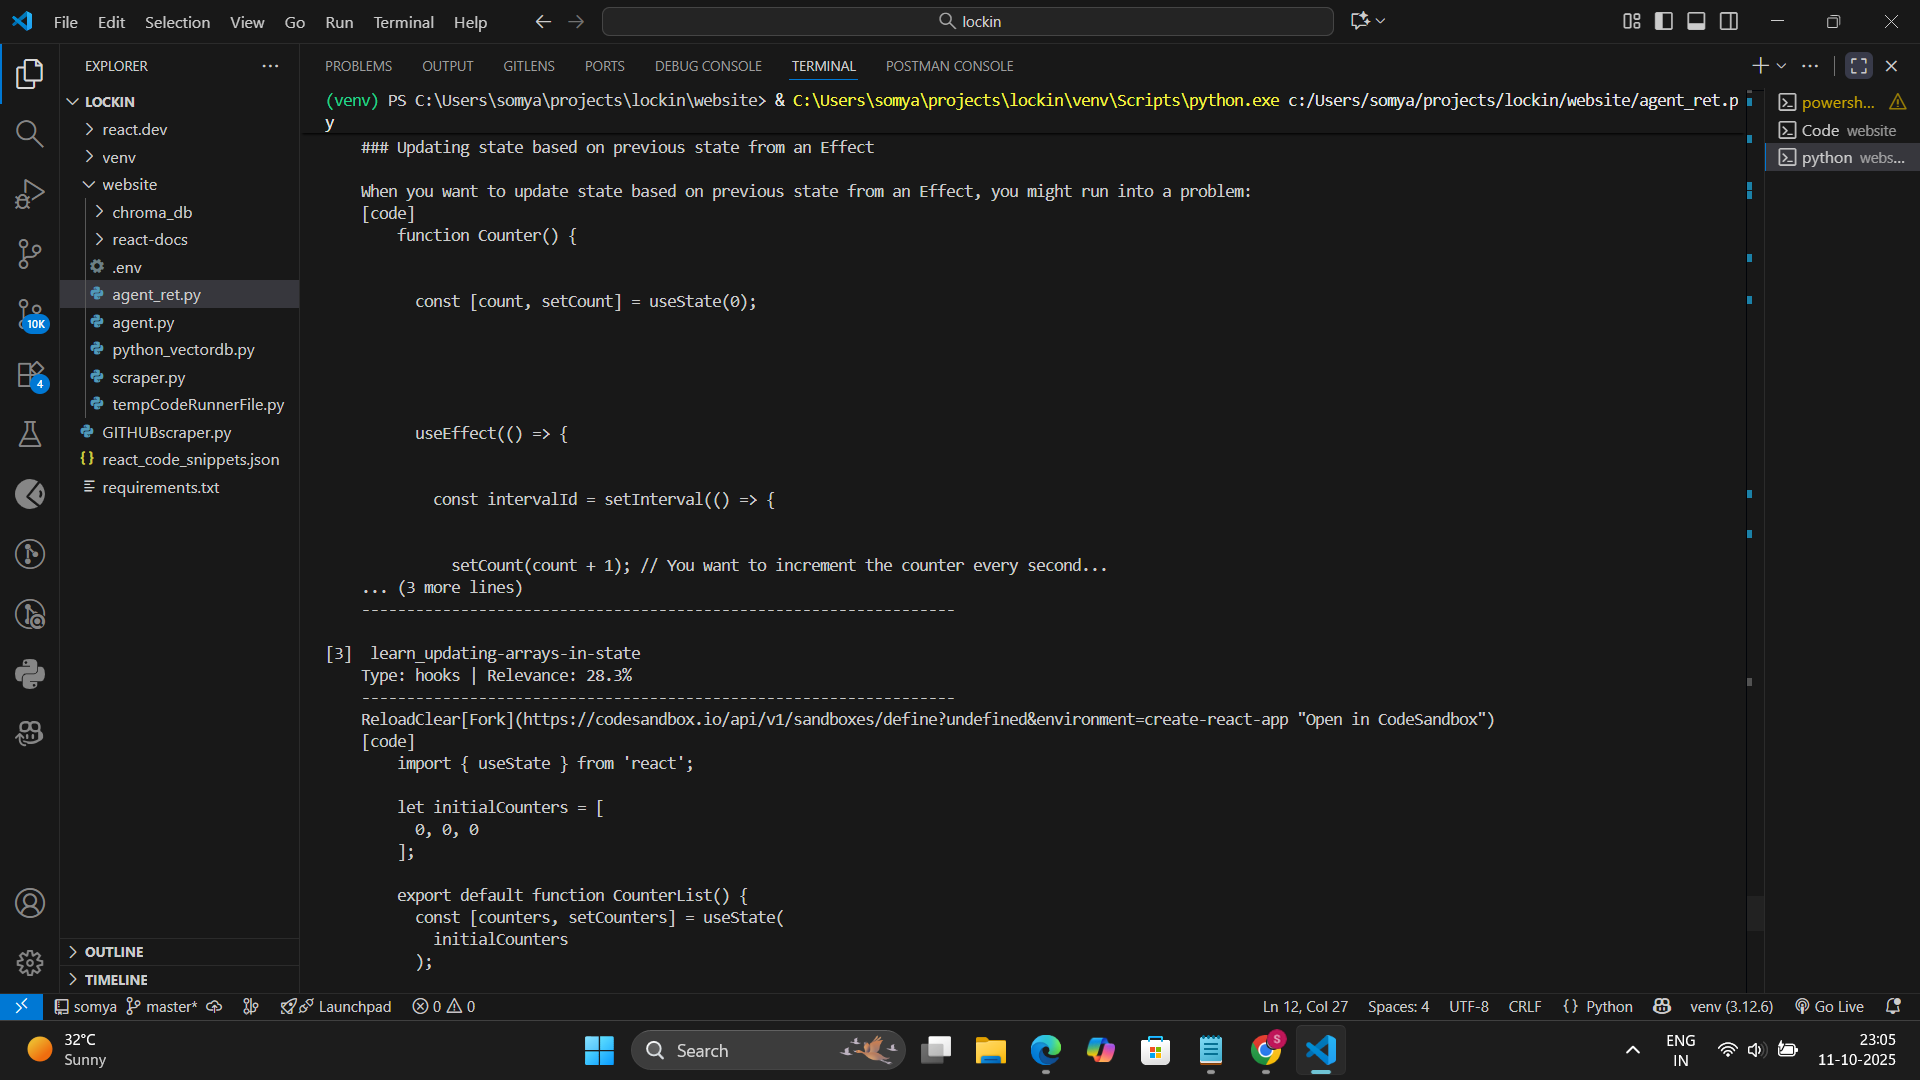 File Edit Selection View Go Run Terminal Help
lockin
EXPLORER
LOCKIN
react.dev
venv
website
chroma_db
react-docs
.env
agent_ret.py
agent.py
python_vectordb.py
scraper.py
tempCodeRunnerFile.py
GITHUBscraper.py
react_code_snippets.json
requirements.txt
OUTLINE
TIMELINE
10K
4
PROBLEMS OUTPUT GITLENS PORTS DEBUG CONSOLE TERMINAL POSTMAN CONSOLE
(venv) PS C:\Users\somya\projects\lockin\website> & C:\Users\somya\projects\lockin\venv\Scripts\python.exe c:/Users/somya/projects/lockin/website/agent_ret.p
y
### Updating state based on previous state from an Effect
When you want to update state based on previous state from an Effect, you might run into a problem:
[code]
function Counter() {
const [count, setCount] = useState(0);
useEffect(() => {
const intervalId = setInterval(() => {
setCount(count + 1); // You want to increment the counter every second...
... (3 more lines)
------------------------------------------------------------------
[3] learn_updating-arrays-in-state
Type: hooks | Relevance: 28.3%
------------------------------------------------------------------
ReloadClear[Fork](https://codesandbox.io/api/v1/sandboxes/define?undefined&environment=create-react-app "Open in CodeSandbox")
[code]
import { useState } from 'react';
let initialCounters = [
0, 0, 0
];
export default function CounterList() {
const [counters, setCounters] = useState(
initialCounters
);
powersh...
Code website
python webs...
somya master* Launchpad 0 0
Ln 12, Col 27 Spaces: 4 UTF-8 CRLF {} Python venv (3.12.6) Go Live
32°C
Sunny
Search
S
ENG
IN
23:05
11-10-2025